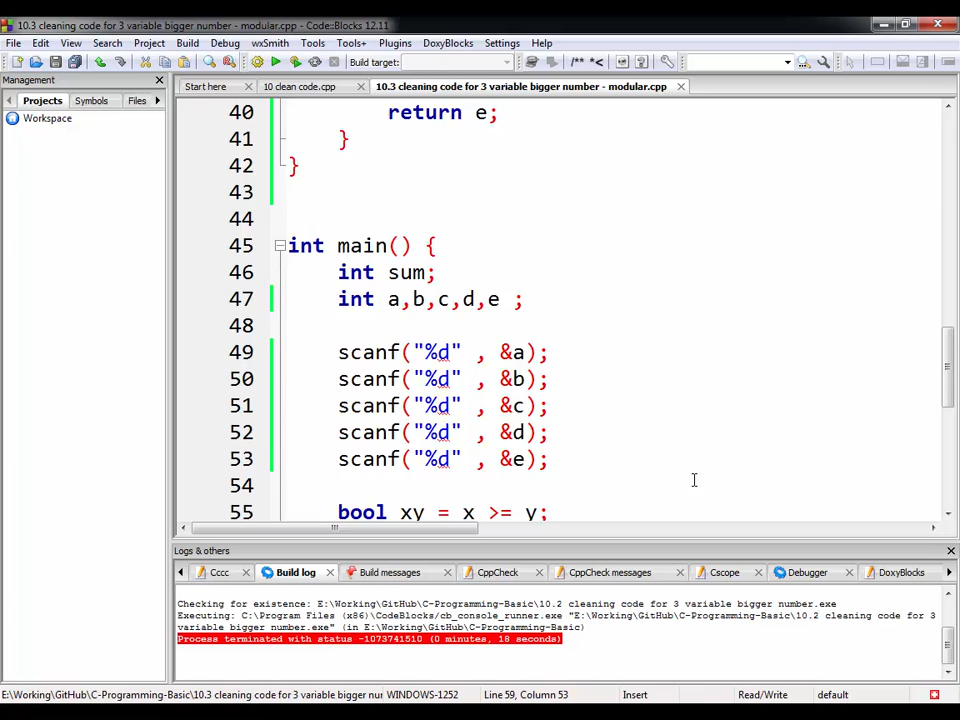 10.3 cleaning code for 3 variable bigger number - modular.cpp - Code::Blocks 12.11
File Edit View Search Project Build Debug wxSmith Tools Tools+ Plugins DoxyBlocks Settings Help
Build target:
/** *<
Management
Projects Symbols Files
Workspace
Start here 10 clean code.cpp 10.3 cleaning code for 3 variable bigger number - modular.cpp
40 return e;
41 }
42 }
43
44
45 int main() {
46 int sum;
47 int a,b,c,d,e ;
48
49 scanf("%d" , &a);
50 scanf("%d" , &b);
51 scanf("%d" , &c);
52 scanf("%d" , &d);
53 scanf("%d" , &e);
54
55 bool xy = x >= y;
Logs & others
Cccc Build log Build messages CppCheck CppCheck messages Cscope Debugger DoxyBlocks
Checking for existence: E:\Working\GitHub\C-Programming-Basic\10.2 cleaning code for 3 variable bigger number.exe
Executing: C:\Program Files (x86)\CodeBlocks/cb_console_runner.exe "E:\Working\GitHub\C-Programming-Basic\10.2 cleaning code for 3
variable bigger number.exe" (in E:\Working\GitHub\C-Programming-Basic)
Process terminated with status -1073741510 (0 minutes, 18 seconds)
E:\Working\GitHub\C-Programming-Basic\10.3 cleaning code for 3 variable bigger nur WINDOWS-1252 Line 59, Column 53 Insert Read/Write default